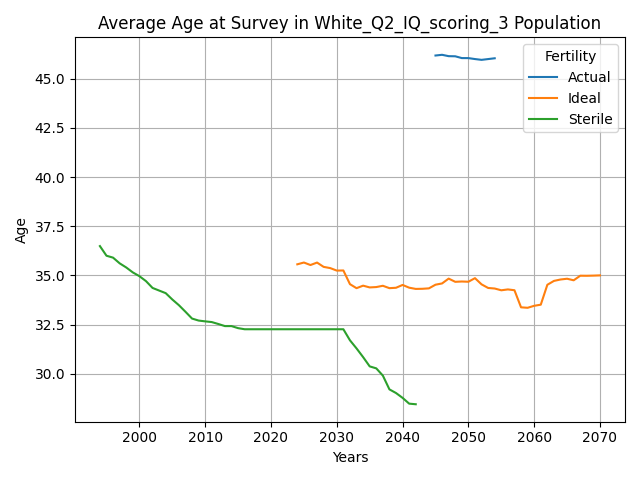 Average Age at Survey in White_Q2_IQ_scoring_3 Population
Fertility
Actual
Ideal
Sterile
Age
45.0
42.5
40.0
37.5
35.0
32.5
30.0
2000 2010 2020 2030 2040 2050 2060 2070
Years